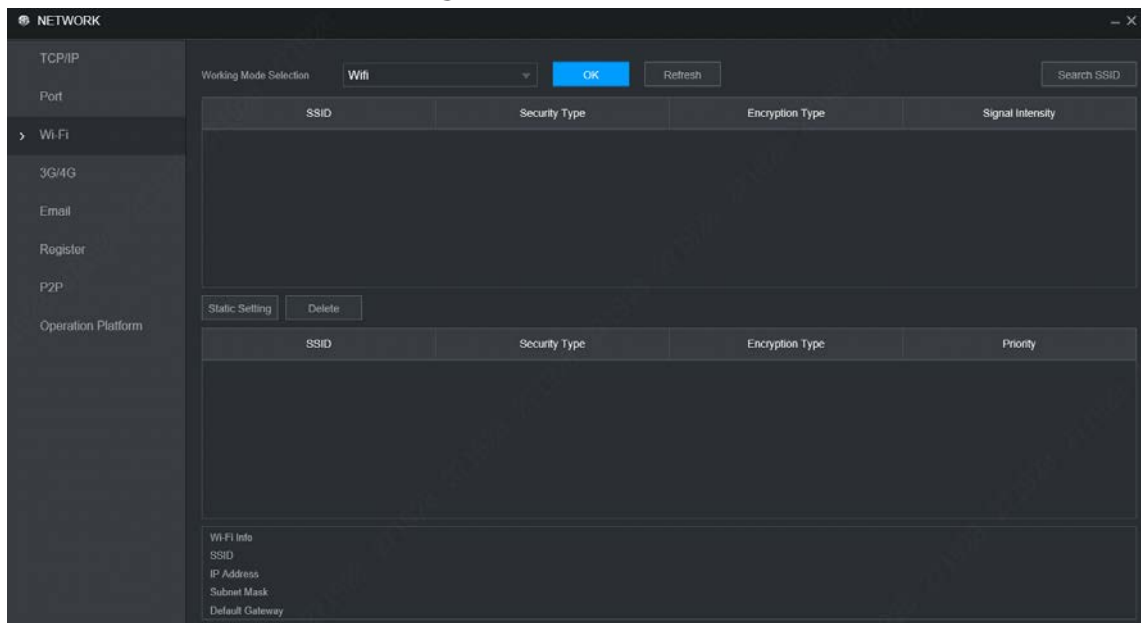 NETWORK
TCP/IP
Port
Wi-Fi
3G/4G
Email
Register
P2P
Operation Platform
Working Mode Selection Wifi OK Refresh Search SSID
SSID Security Type Encryption Type Signal Intensity
Static Setting Delete
SSID Security Type Encryption Type Priority
Wi-Fi Info
SSID
IP Address
Subnet Mask
Default Gateway